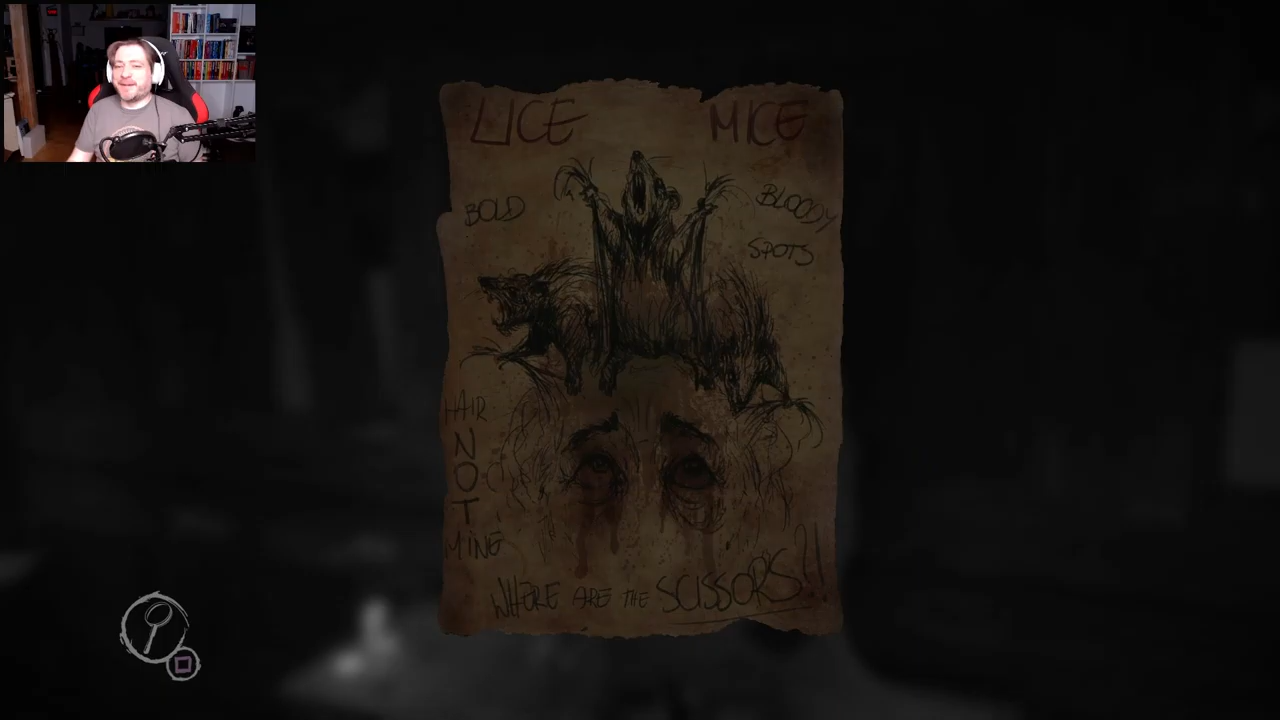 LICE MICE
BOLD
BLOODY
SPOTS
HAIR
NOT
MINE
WHERE ARE THE SCISSORS?!!